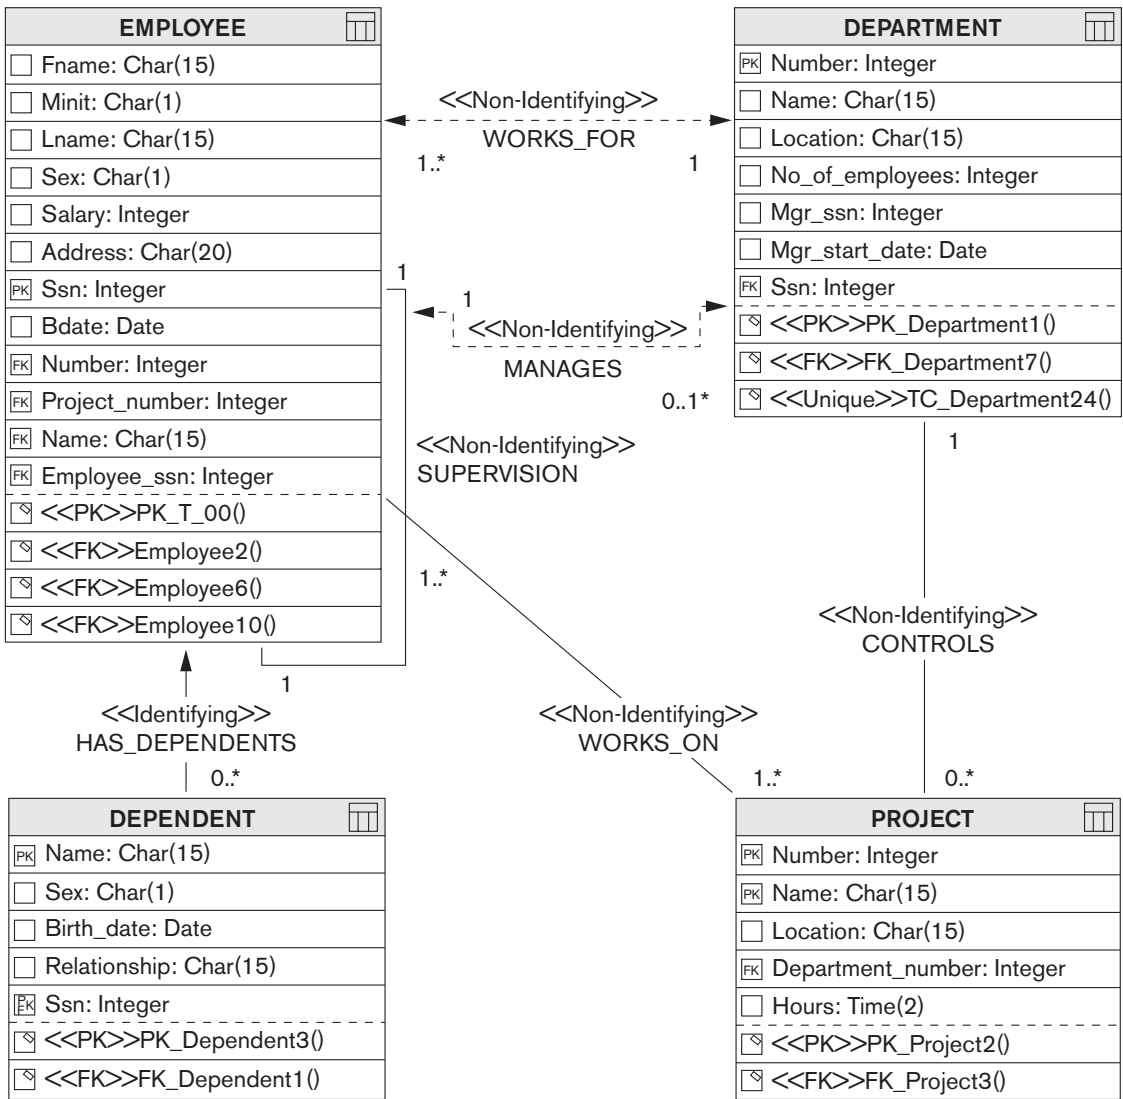 EMPLOYEE
Fname: Char(15)
Minit: Char(1)
Lname: Char(15)
Sex: Char(1)
Salary: Integer
Address: Char(20)
PK Ssn: Integer
Bdate: Date
FK Number: Integer
FK Project_number: Integer
FK Name: Char(15)
FK Employee_ssn: Integer
<<PK>>PK_T_00()
<<FK>>Employee2()
<<FK>>Employee6()
<<FK>>Employee10()
<<Non-Identifying>>
WORKS_FOR
1..*
1
1
1
<<Non-Identifying>>
MANAGES
0..1*
<<Non-Identifying>>
SUPERVISION
1..*
1
DEPARTMENT
PK Number: Integer
Name: Char(15)
Location: Char(15)
No_of_employees: Integer
Mgr_ssn: Integer
Mgr_start_date: Date
FK Ssn: Integer
<<PK>>PK_Department1()
<<FK>>FK_Department7()
<<Unique>>TC_Department24()
1
<<Non-Identifying>>
CONTROLS
0..*
<<Identifying>>
HAS_DEPENDENTS
0..*
<<Non-Identifying>>
WORKS_ON
1..*
DEPENDENT
PK Name: Char(15)
Sex: Char(1)
Birth_date: Date
Relationship: Char(15)
PFK Ssn: Integer
<<PK>>PK_Dependent3()
<<FK>>FK_Dependent1()
PROJECT
PK Number: Integer
PK Name: Char(15)
Location: Char(15)
FK Department_number: Integer
Hours: Time(2)
<<PK>>PK_Project2()
<<FK>>FK_Project3()